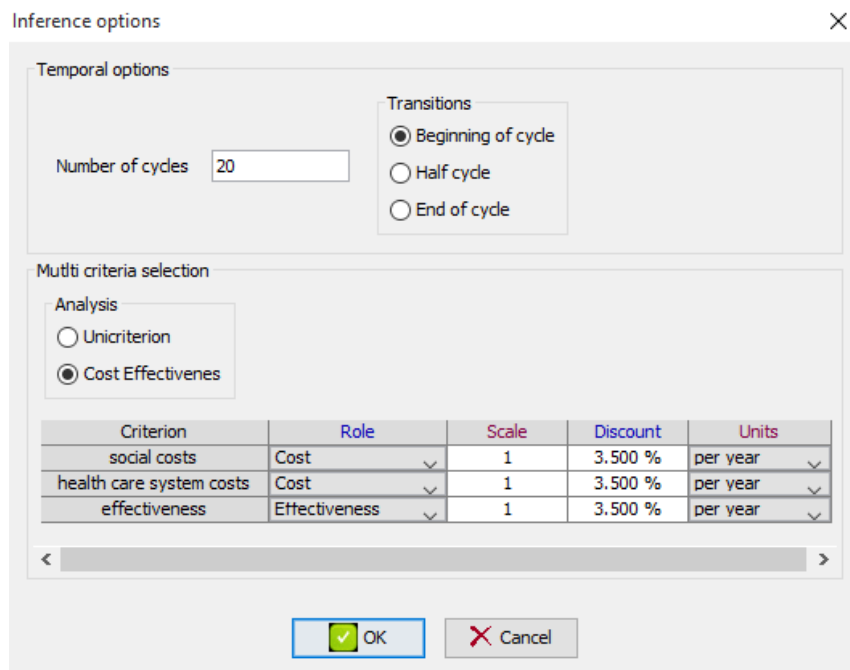 Inference options
Temporal options
Transitions
Beginning of cycle
Number of cycles 20
Half cycle
End of cycle
Mutlti criteria selection
Analysis
Unicriterion
Cost Effectivenes
Criterion Role Scale Discount Units
social costs Cost 1 3.500 % per year
health care system costs Cost 1 3.500 % per year
effectiveness Effectiveness 1 3.500 % per year
OK Cancel